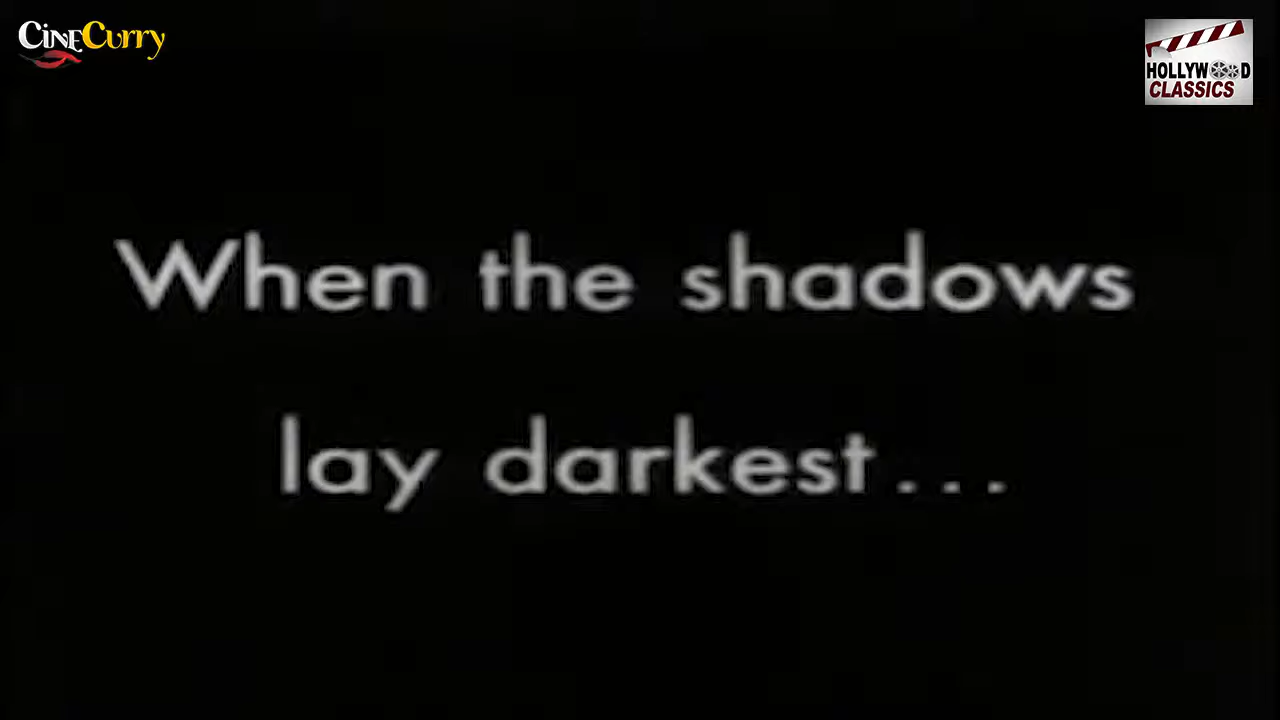 CINECURRY
HOLLYWOOD
CLASSICS
When the shadows
lay darkest...